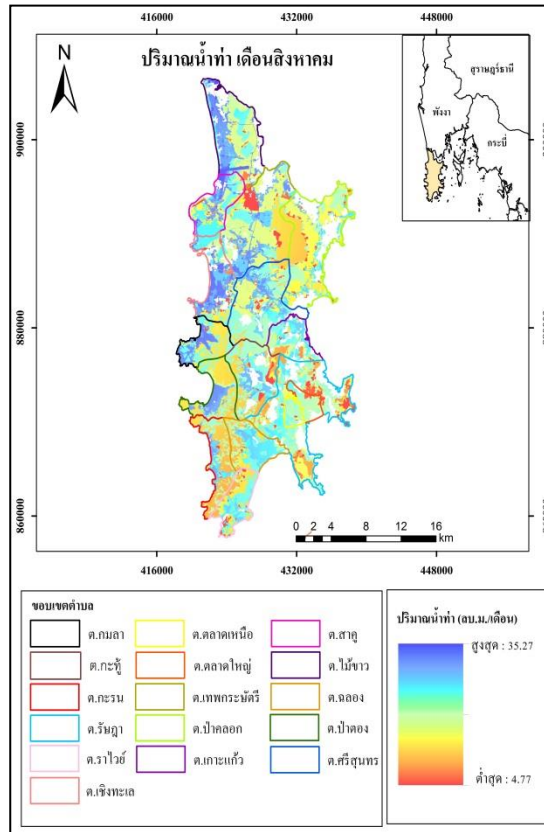 416000 432000 448000
N
ปริมาณน้ำท่า เดือนสิงหาคม
สุราษฎร์ธานี
พังงา
กระบี่
900000
880000
860000
0 2 4 8 12 16
km
416000 432000 448000
ขอบเขตตำบล
ต.กมลา ต.ตลาดเหนือ ต.สาคู
ต.กะทู้ ต.ตลาดใหญ่ ต.ไม้ขาว
ต.กะรน ต.เทพกระษัตรี ต.ฉลอง
ต.รัษฎา ต.ป่าคลอก ต.ป่าตอง
ต.ราไวย์ ต.เกาะแก้ว ต.ศรีสุนทร
ต.เชิงทะเล
ปริมาณน้ำท่า (ลบ.ม./เดือน)
สูงสุด : 35.27
ต่ำสุด : 4.77